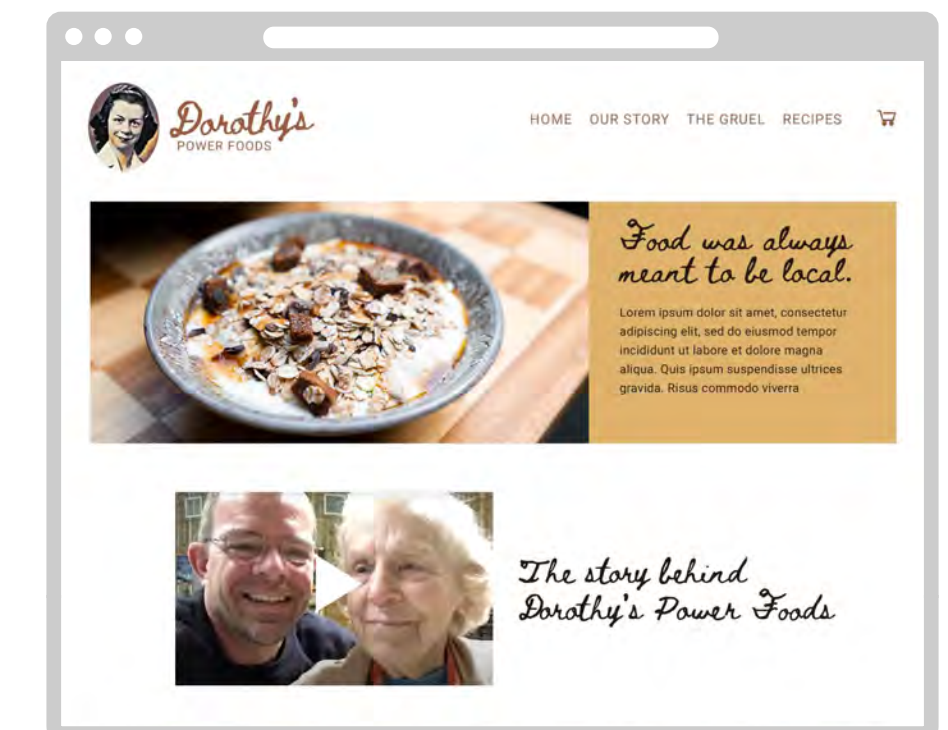 Dorothy's
POWER FOODS
HOME OUR STORY THE GRUEL RECIPES
Food was always
meant to be local.
Lorem ipsum dolor sit amet, consectetur
adipiscing elit, sed do eiusmod tempor
incididunt ut labore et dolore magna
aliqua. Quis ipsum suspendisse ultrices
gravida. Risus commodo viverra
The story behind
Dorothy's Power Foods